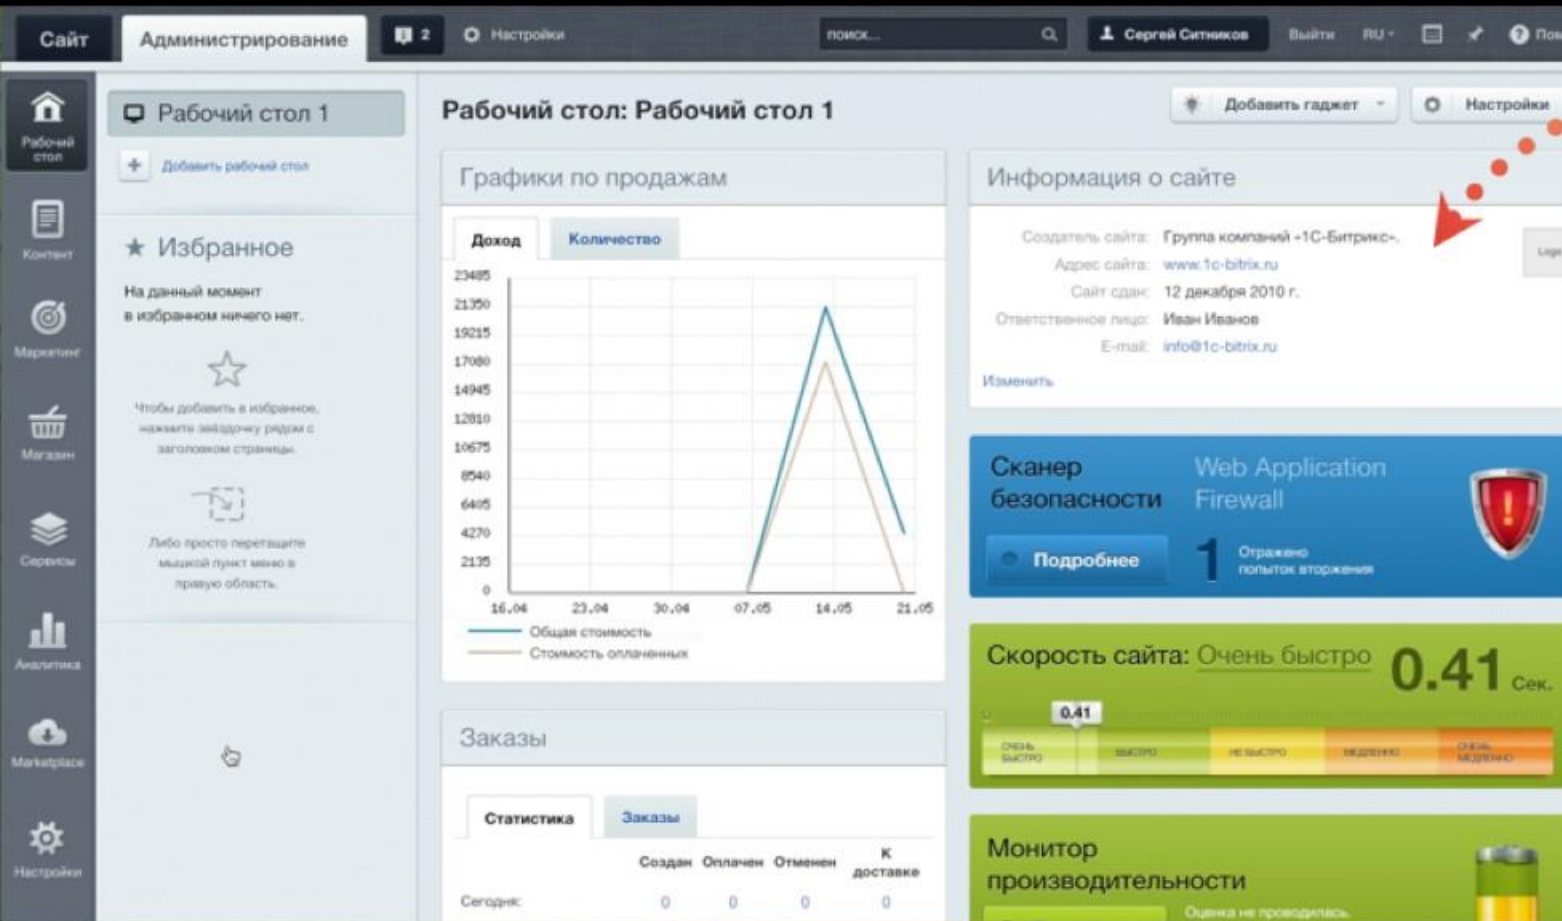 Сайт
Администрирование
2
Настройки
поиск...
Сергей Ситников
Выйти
RU
Рабочий
стол
Контент
Маркетинг
Магазин
Сервисы
Аналитика
Marketplace
Настройки
Рабочий стол 1
Добавить рабочий стол
Избранное
На данный момент
в избранном ничего нет.
Чтобы добавить в избранное,
нажмите звёздочку рядом с
заголовком страницы.
Либо просто перетащите
мышкой пункт меню в
правую область.
Рабочий стол: Рабочий стол 1
Добавить гаджет
Настройки
Графики по продажам
Доход
Количество
23485
21350
19215
17080
14945
12810
10675
8540
6405
4270
2135
0
16.04 23.04 30.04 07.05 14.05 21.05
Общая стоимость
Стоимость оплаченных
Заказы
Статистика
Заказы
Создан Оплачен Отменен К
доставке
Сегодня: 0 0 0 0
Информация о сайте
Создатель сайта: Группа компаний «1С-Битрикс».
Адрес сайта: www.1c-bitrix.ru
Сайт сдан: 12 декабря 2010 г.
Ответственное лицо: Иван Иванов
E-mail: info@1c-bitrix.ru
Изменить
Сканер
безопасности
Web Application
Firewall
Подробнее
1
Отражено
попыток вторжения
Скорость сайта: Очень быстро 0.41 Сек.
0.41
ОЧЕНЬ
БЫСТРО
БЫСТРО
НЕ БЫСТРО
МЕДЛЕННО
ОЧЕНЬ
МЕДЛЕННО
Монитор
производительности
Оценка не проводилась.